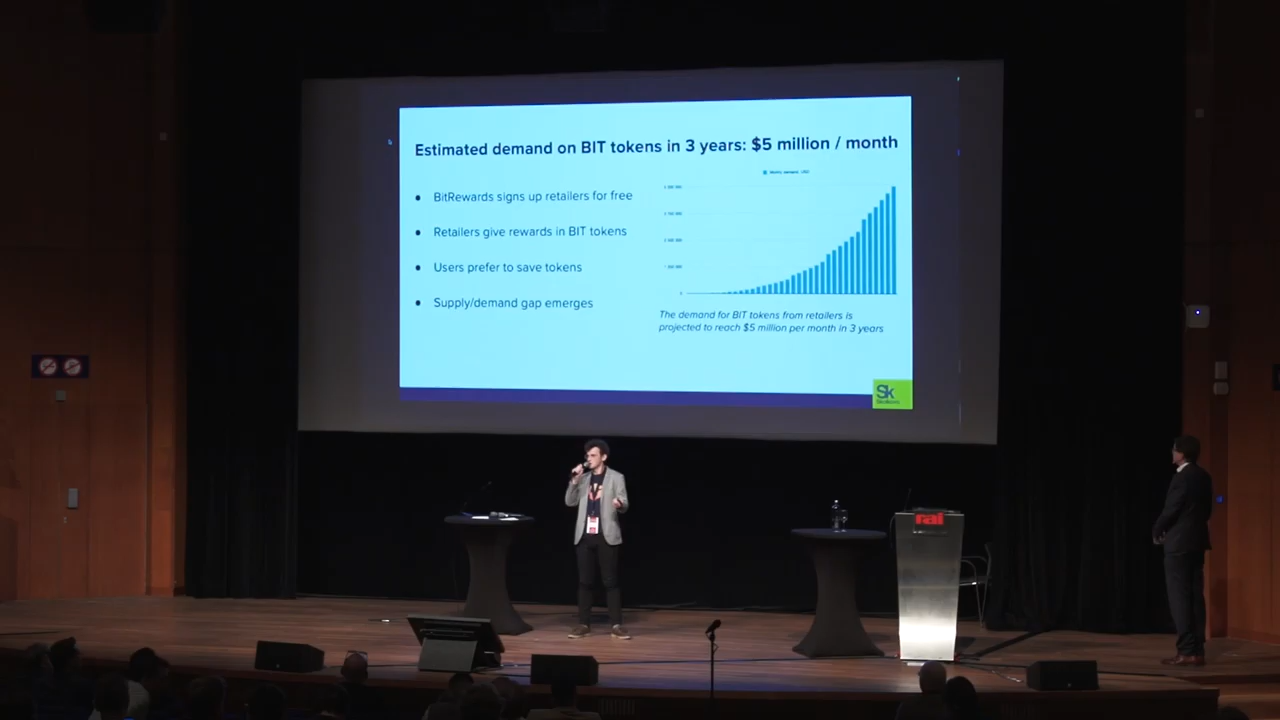 Estimated demand on BIT tokens in 3 years: $5 million / month
BitRewards signs up retailers for free
Retailers give rewards in BIT tokens
Users prefer to save tokens
Supply/demand gap emerges
The demand for BIT tokens from retailers is
projected to reach $5 million per month in 3 years
Sk
rai